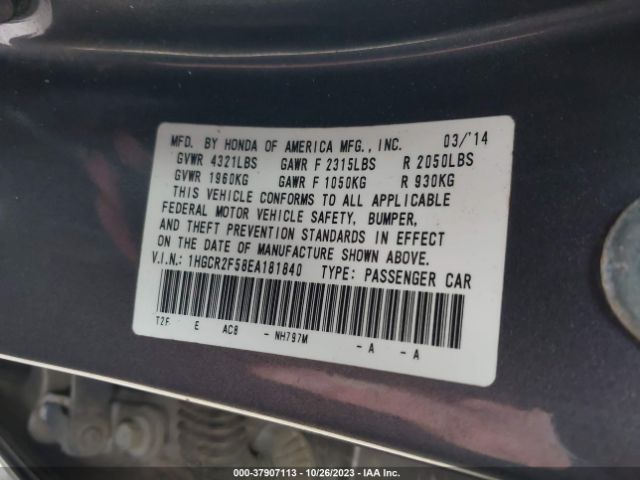 MFD. BY HONDA OF AMERICA MFG., INC. 03/'14
GVWR 4321LBS GAWR F 2315LBS R 2050LBS
GVWR 1960KG GAWR F 1050KG R 930KG
THIS VEHICLE CONFORMS TO ALL APPLICABLE
FEDERAL MOTOR VEHICLE SAFETY, BUMPER,
AND THEFT PREVENTION STANDARDS IN EFFECT
ON THE DATE OF MANUFACTURE SHOWN ABOVE.
V.I.N.: 1HGCR2F58EA181840 TYPE: PASSENGER CAR
T2F E AC8 - NH797M - A - A
000-37907113 - 10/26/2023 - IAA Inc.